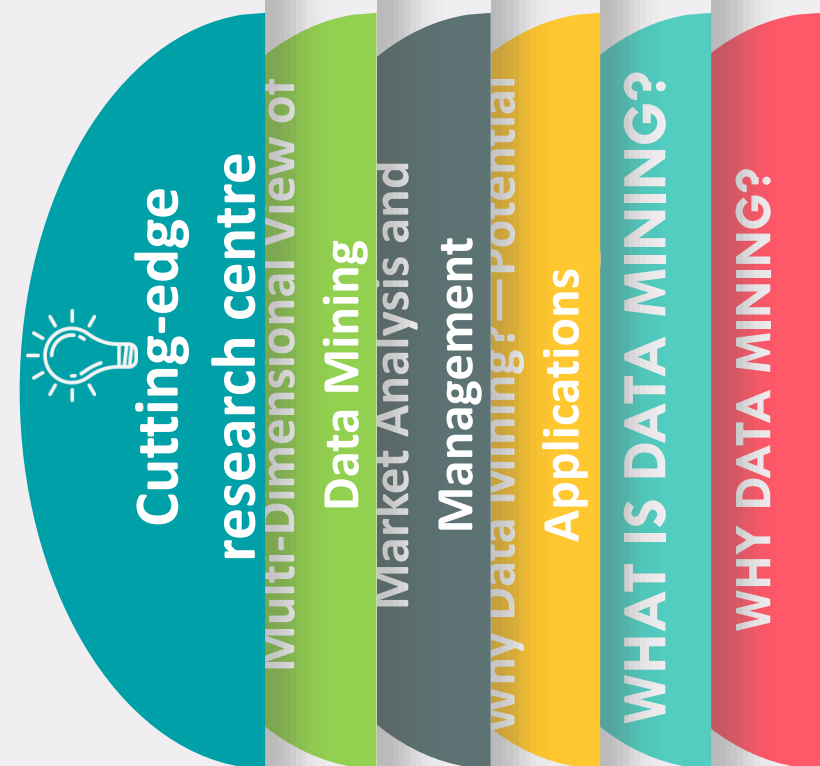 Cutting-edge
research centre
Multi-Dimensional View of
Data Mining
Market Analysis and
Management
Why Data Mining?—Potential
Applications
WHAT IS DATA MINING?
WHY DATA MINING?